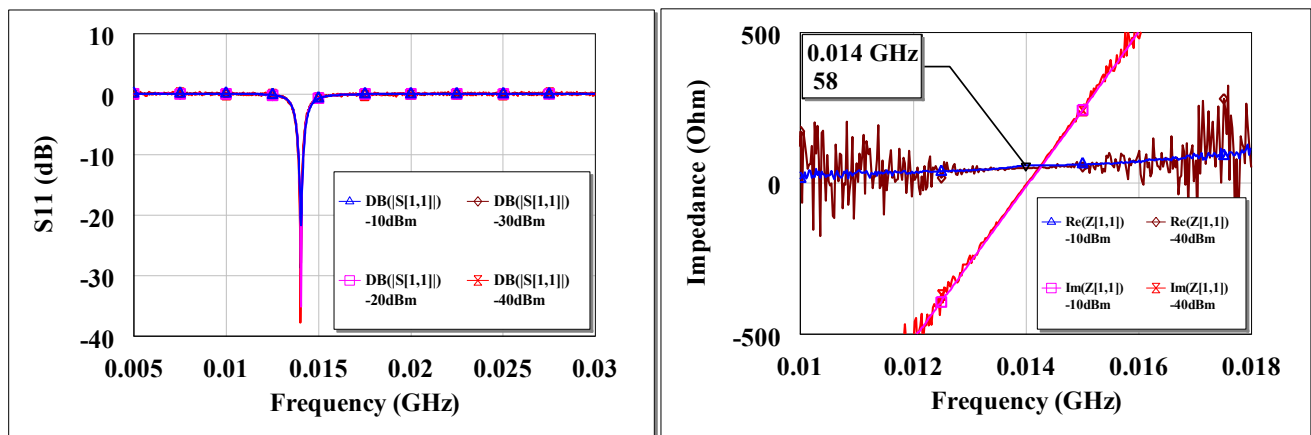 10
0
-10
-20
-30
-40
S11 (dB)
DB(|S[1,1]|)
-10dBm
DB(|S[1,1]|)
-30dBm
DB(|S[1,1]|)
-20dBm
DB(|S[1,1]|)
-40dBm
0.005 0.01 0.015 0.02 0.025 0.03
Frequency (GHz)
500
0
-500
Impedance (Ohm)
0.014 GHz
58
Re(Z[1,1])
-10dBm
Re(Z[1,1])
-40dBm
Im(Z[1,1])
-10dBm
Im(Z[1,1])
-40dBm
0.01 0.012 0.014 0.016 0.018
Frequency (GHz)